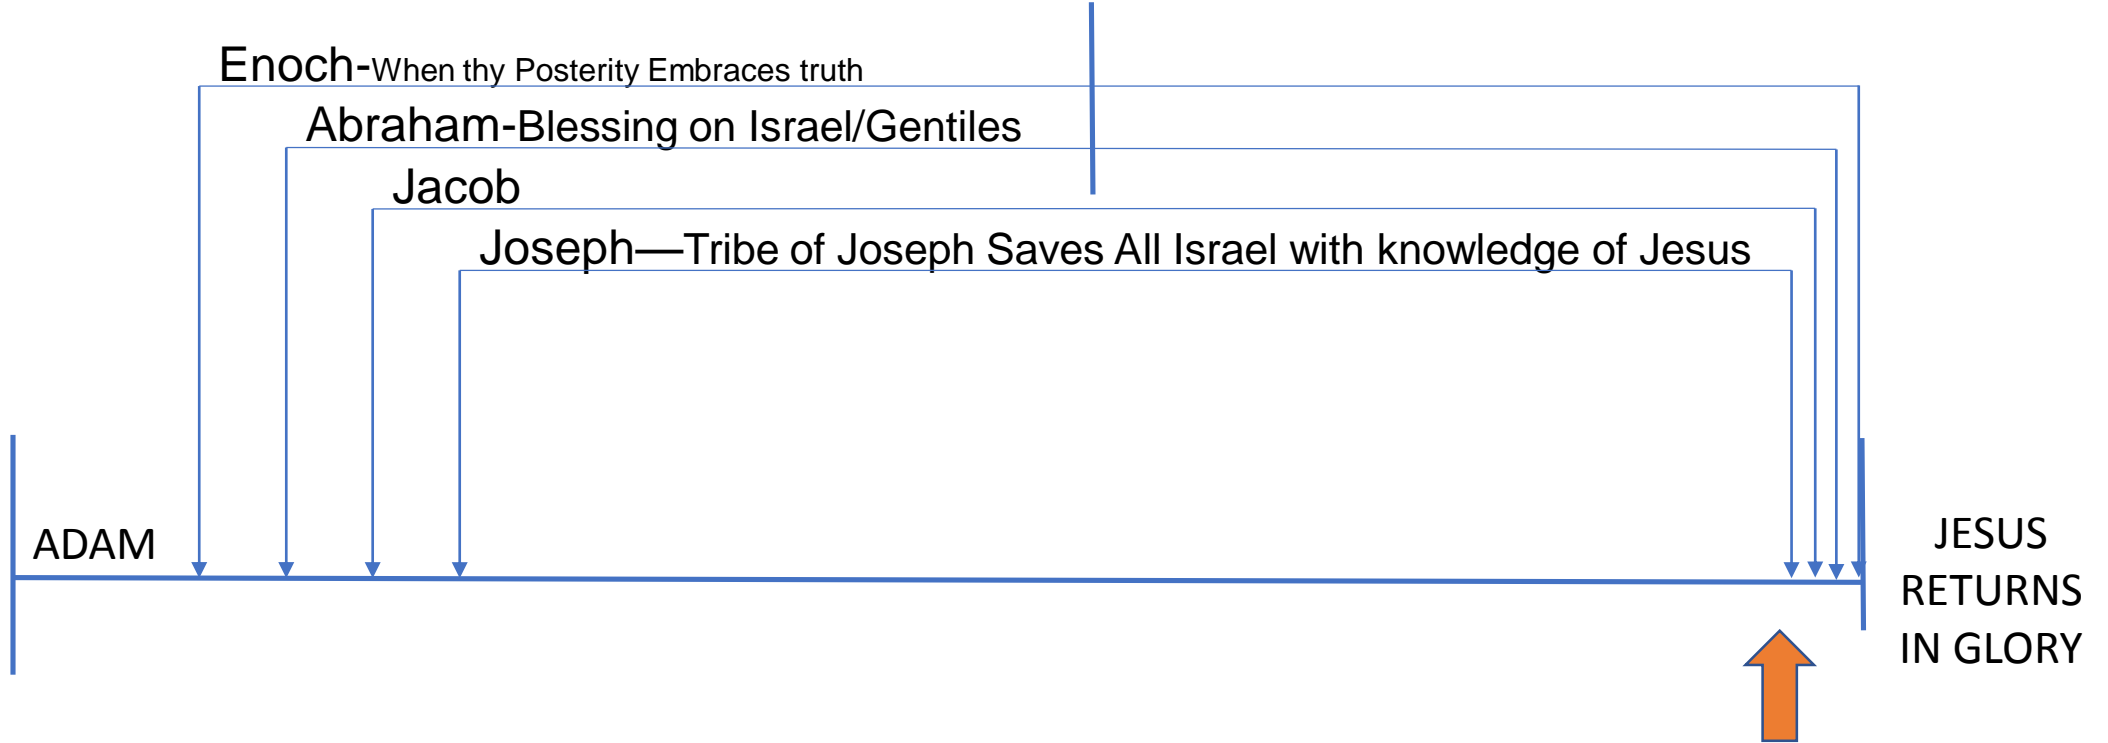 Enoch-When thy Posterity Embraces truth
Abraham-Blessing on Israel/Gentiles
Jacob
Joseph—Tribe of Joseph Saves All Israel with knowledge of Jesus
ADAM
JESUS
RETURNS
IN GLORY